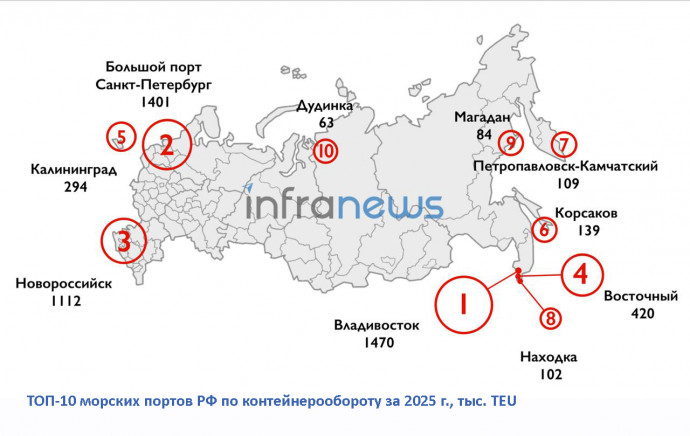 Большой порт
Санкт-Петербург
1401
Дудинка
63
Магадан
84
5
2
10
9
7
Калининград
294
Петропавловск-Камчатский
109
infranews
Корсаков
139
6
3
Новороссийск
1112
1
4
Восточный
420
8
Владивосток
1470
Находка
102
ТОП-10 морских портов РФ по контейнерообороту за 2025 г., тыс. TEU